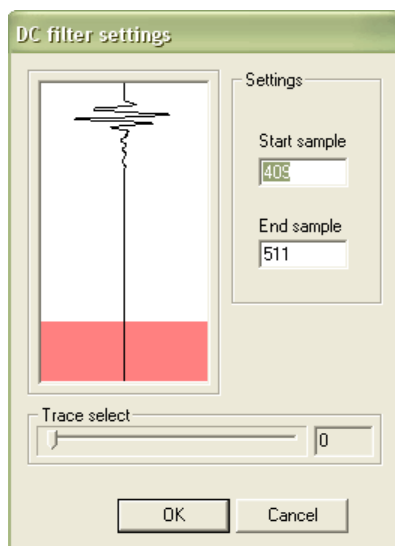 DC filter settings
Settings
Start sample
409
End sample
511
Trace select
0
OK
Cancel